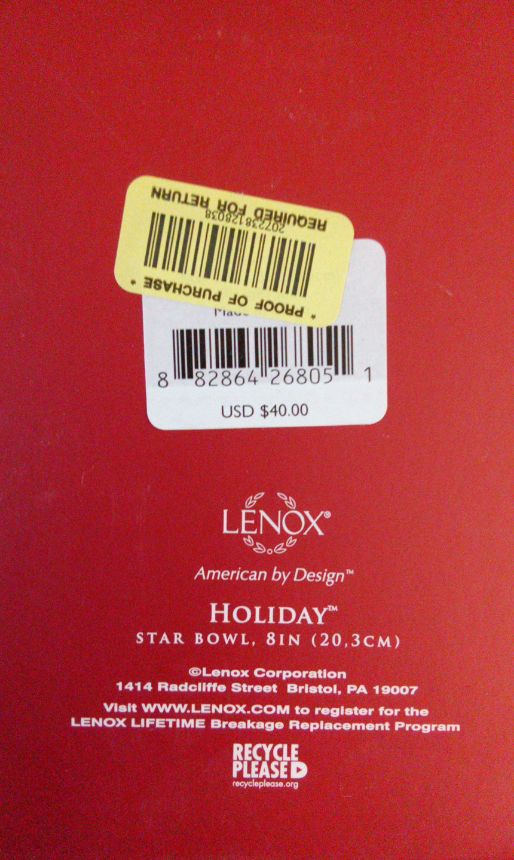 REQUIRED FOR RETURN
207238128038
* PROOF OF PURCHASE *
8 82864 26805 1
USD $40.00
LENOX®
American by Design™
HOLIDAY™
STAR BOWL, 8IN (20,3CM)
©Lenox Corporation
1414 Radcliffe Street Bristol, PA 19007
Visit WWW.LENOX.COM to register for the
LENOX LIFETIME Breakage Replacement Program
RECYCLE
PLEASE
recycleplease.org